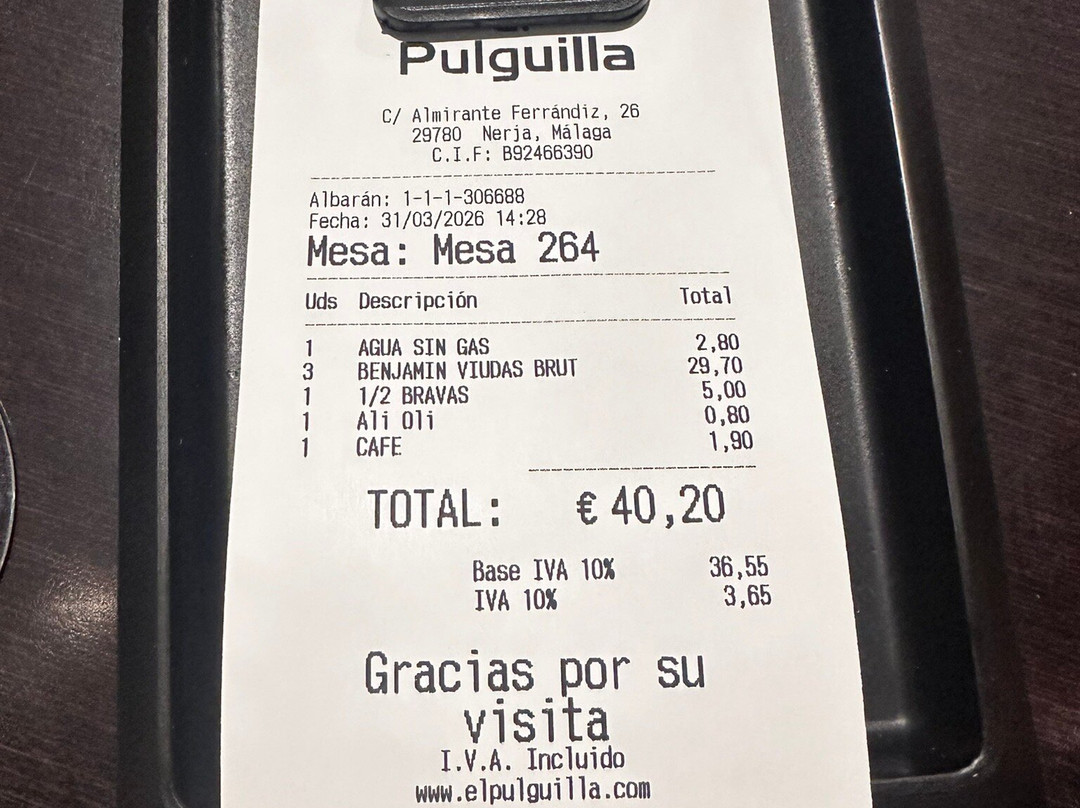 Pulguilla
C/ Almirante Ferrándiz, 26
29780 Nerja, Málaga
C.I.F: B92466390
Albarán: 1-1-1-306688
Fecha: 31/03/2026 14:28
Mesa: Mesa 264
Uds Descripción Total
1 AGUA SIN GAS 2,80
3 BENJAMIN VIUDAS BRUT 29,70
1 1/2 BRAVAS 5,00
1 Ali Oli 0,80
1 CAFE 1,90
TOTAL: € 40,20
Base IVA 10% 36,55
IVA 10% 3,65
Gracias por su
visita
I.V.A. Incluido
www.elpulguilla.com